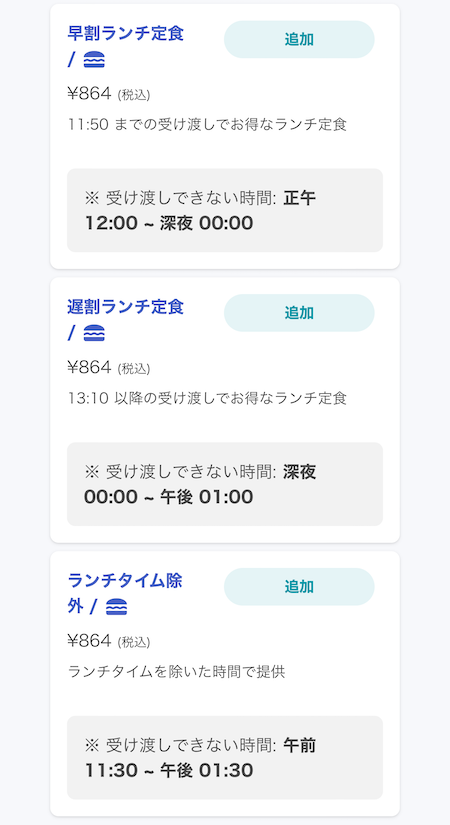 早割ランチ定食
/
追加
¥864 (税込)
11:50 までの受け渡しでお得なランチ定食
※ 受け渡しできない時間: 正午
12:00 ~ 深夜 00:00
遅割ランチ定食
/
追加
¥864 (税込)
13:10 以降の受け渡しでお得なランチ定食
※ 受け渡しできない時間: 深夜
00:00 ~ 午後 01:00
ランチタイム除
外 /
追加
¥864 (税込)
ランチタイムを除いた時間で提供
※ 受け渡しできない時間: 午前
11:30 ~ 午後 01:30